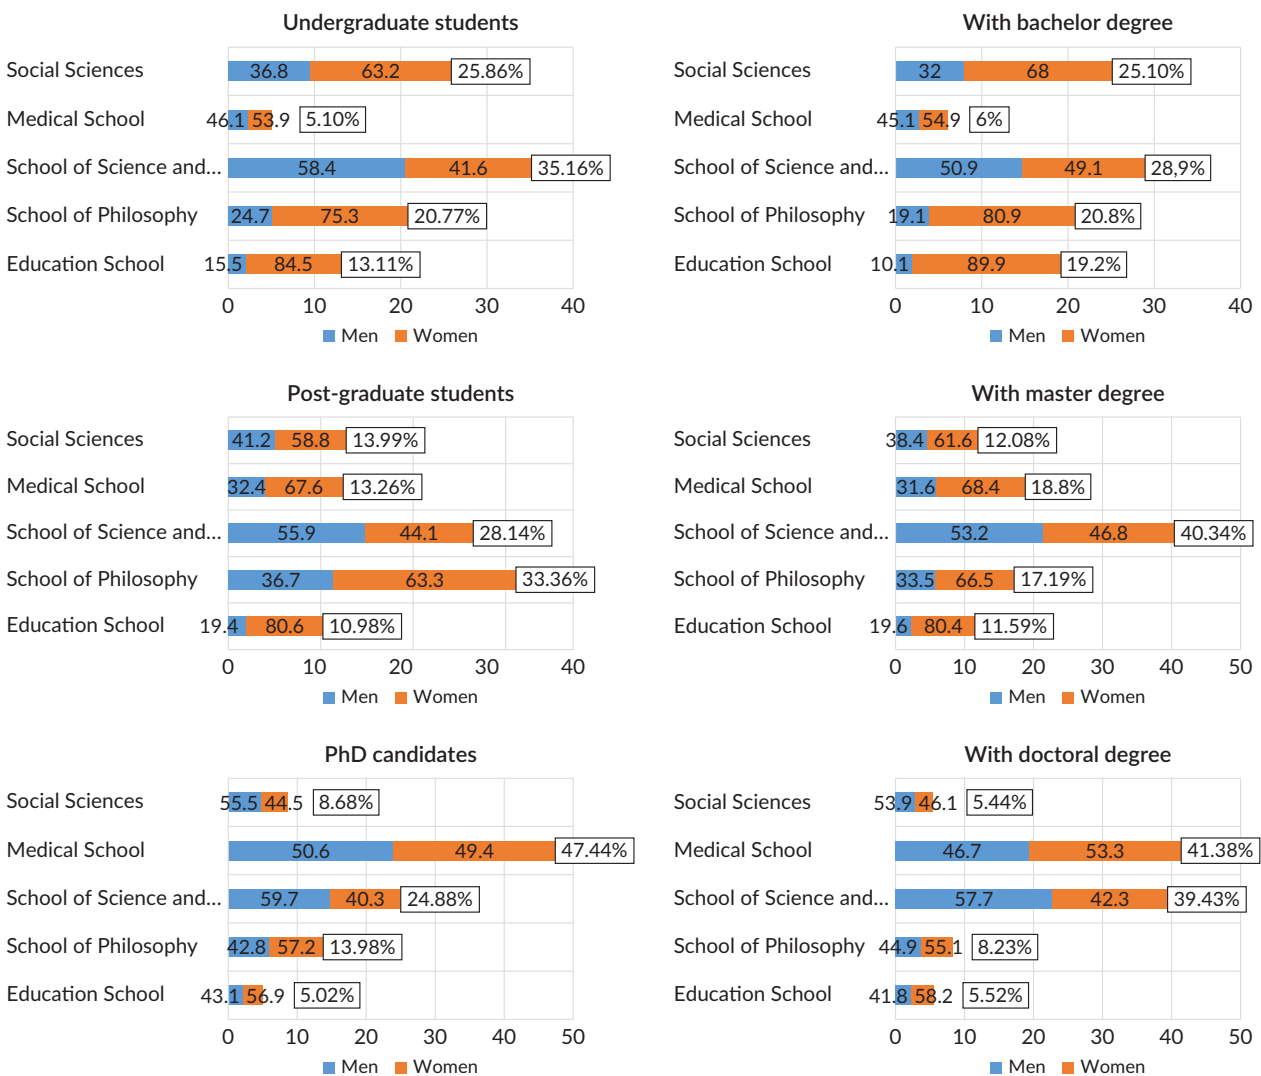 Undergraduate students
Social Sciences 36.8 63.2 25.86%
Medical School 46.1 53.9 5.10%
School of Science and... 58.4 41.6 35.16%
School of Philosophy 24.7 75.3 20.77%
Education School 15.5 84.5 13.11%
0 10 20 30 40
Men Women
With bachelor degree
Social Sciences 32 68 25.10%
Medical School 45.1 54.9 6%
School of Science and... 50.9 49.1 28,9%
School of Philosophy 19.1 80.9 20.8%
Education School 10.1 89.9 19.2%
0 10 20 30 40
Men Women
Post-graduate students
Social Sciences 41.2 58.8 13.99%
Medical School 32.4 67.6 13.26%
School of Science and... 55.9 44.1 28.14%
School of Philosophy 36.7 63.3 33.36%
Education School 19.4 80.6 10.98%
0 10 20 30 40
Men Women
With master degree
Social Sciences 38.4 61.6 12.08%
Medical School 31.6 68.4 18.8%
School of Science and... 53.2 46.8 40.34%
School of Philosophy 33.5 66.5 17.19%
Education School 19.6 80.4 11.59%
0 10 20 30 40 50
Men Women
PhD candidates
Social Sciences 55.5 44.5 8.68%
Medical School 50.6 49.4 47.44%
School of Science and... 59.7 40.3 24.88%
School of Philosophy 42.8 57.2 13.98%
Education School 43.1 56.9 5.02%
0 10 20 30 40 50
Men Women
With doctoral degree
Social Sciences 53.9 46.1 5.44%
Medical School 46.7 53.3 41.38%
School of Science and... 57.7 42.3 39.43%
School of Philosophy 44.9 55.1 8.23%
Education School 41.8 58.2 5.52%
0 10 20 30 40 50
Men Women